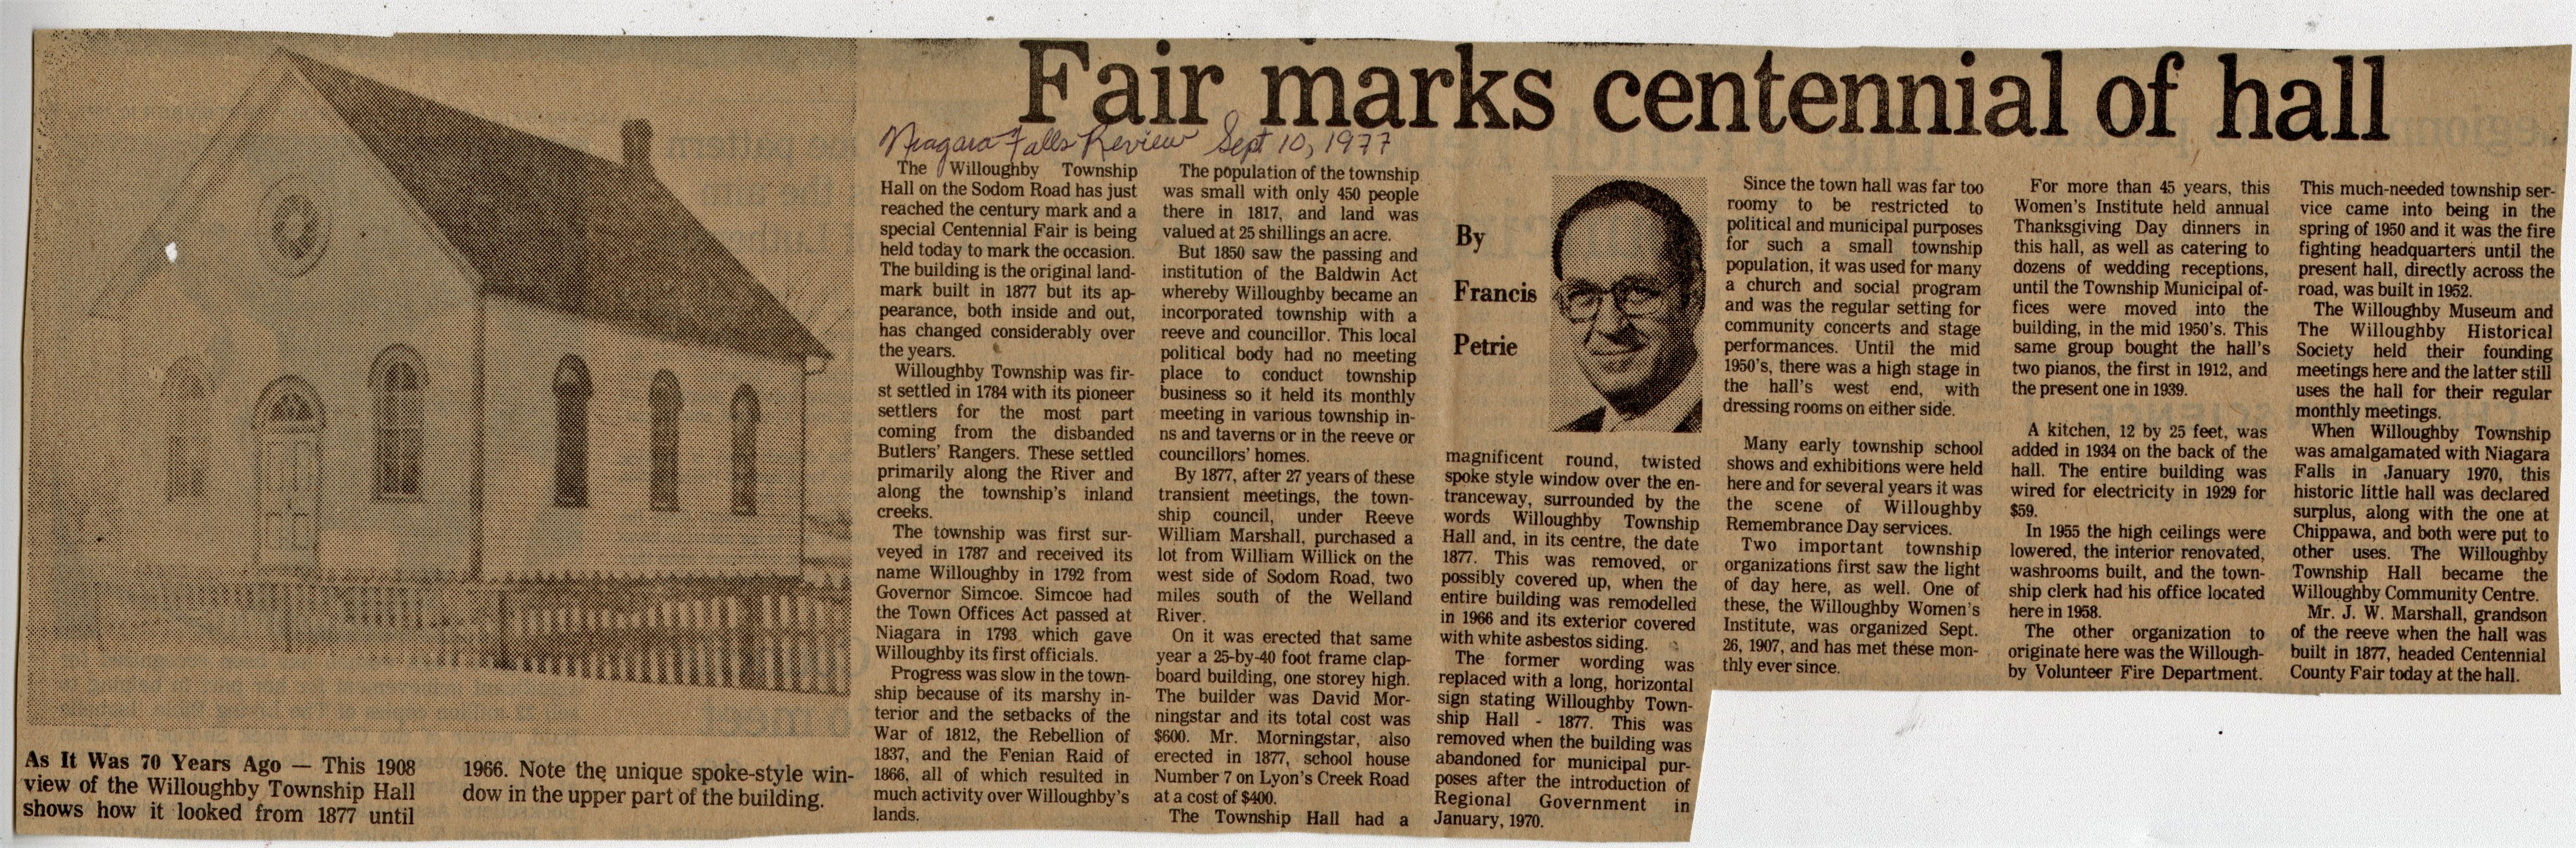 Fair marks centennial of hall
Niagara Falls Review Sept 10, 1977
As It Was 70 Years Ago — This 1908
view of the Willoughby Township Hall
shows how it looked from 1877 until
1966. Note the unique spoke-style win-
dow in the upper part of the building.
The Willoughby Township
Hall on the Sodom Road has just
reached the century mark and a
special Centennial Fair is being
held today to mark the occasion.
The building is the original land-
mark built in 1877 but its ap-
pearance, both inside and out,
has changed considerably over
the years.
Willoughby Township was fir-
st settled in 1784 with its pioneer
settlers for the most part
coming from the disbanded
Butlers' Rangers. These settled
primarily along the River and
along the township's inland
creeks.
The township was first sur-
veyed in 1787 and received its
name Willoughby in 1792 from
Governor Simcoe. Simcoe had
the Town Offices Act passed at
Niagara in 1793 which gave
Willoughby its first officials.
Progress was slow in the town-
ship because of its marshy in-
terior and the setbacks of the
War of 1812, the Rebellion of
1837, and the Fenian Raid of
1866, all of which resulted in
much activity over Willoughby's
lands.
The population of the township
was small with only 450 people
there in 1817, and land was
valued at 25 shillings an acre.
But 1850 saw the passing and
institution of the Baldwin Act
whereby Willoughby became an
incorporated township with a
reeve and councillor. This local
political body had no meeting
place to conduct township
business so it held its monthly
meeting in various township in-
ns and taverns or in the reeve or
councillors' homes.
By 1877, after 27 years of these
transient meetings, the town-
ship council, under Reeve
William Marshall, purchased a
lot from William Willick on the
west side of Sodom Road, two
miles south of the Welland
River.
On it was erected that same
year a 25-by-40 foot frame clap-
board building, one storey high.
The builder was David Mor-
ningstar and its total cost was
$600. Mr. Morningstar, also
erected in 1877, school house
Number 7 on Lyon's Creek Road
at a cost of $400.
The Township Hall had a
By
Francis
Petrie
magnificent round, twisted
spoke style window over the en-
tranceway, surrounded by the
words Willoughby Township
Hall and, in its centre, the date
1877. This was removed, or
possibly covered up, when the
entire building was remodelled
in 1966 and its exterior covered
with white asbestos siding.
The former wording was
replaced with a long, horizontal
sign stating Willoughby Town-
ship Hall - 1877. This was
removed when the building was
abandoned for municipal pur-
poses after the introduction of
Regional Government in
January, 1970.
Since the town hall was far too
roomy to be restricted to
political and municipal purposes
for such a small township
population, it was used for many
a church and social program
and was the regular setting for
community concerts and stage
performances. Until the mid
1950's, there was a high stage in
the hall's west end, with
dressing rooms on either side.
Many early township school
shows and exhibitions were held
here and for several years it was
the scene of Willoughby
Remembrance Day services.
Two important township
organizations first saw the light
of day here, as well. One of
these, the Willoughby Women's
Institute, was organized Sept.
26, 1907, and has met these mon-
thly ever since.
For more than 45 years, this
Women's Institute held annual
Thanksgiving Day dinners in
this hall, as well as catering to
dozens of wedding receptions,
until the Township Municipal of-
fices were moved into the
building, in the mid 1950's. This
same group bought the hall's
two pianos, the first in 1912, and
the present one in 1939.
A kitchen, 12 by 25 feet, was
added in 1934 on the back of the
hall. The entire building was
wired for electricity in 1929 for
$59.
In 1955 the high ceilings were
lowered, the interior renovated,
washrooms built, and the town-
ship clerk had his office located
here in 1958.
The other organization to
originate here was the Willough-
by Volunteer Fire Department.
This much-needed township ser-
vice came into being in the
spring of 1950 and it was the fire
fighting headquarters until the
present hall, directly across the
road, was built in 1952.
The Willoughby Museum and
The Willoughby Historical
Society held their founding
meetings here and the latter still
uses the hall for their regular
monthly meetings.
When Willoughby Township
was amalgamated with Niagara
Falls in January 1970, this
historic little hall was declared
surplus, along with the one at
Chippawa, and both were put to
other uses. The Willoughby
Township Hall became the
Willoughby Community Centre.
Mr. J. W. Marshall, grandson
of the reeve when the hall was
built in 1877, headed Centennial
County Fair today at the hall.